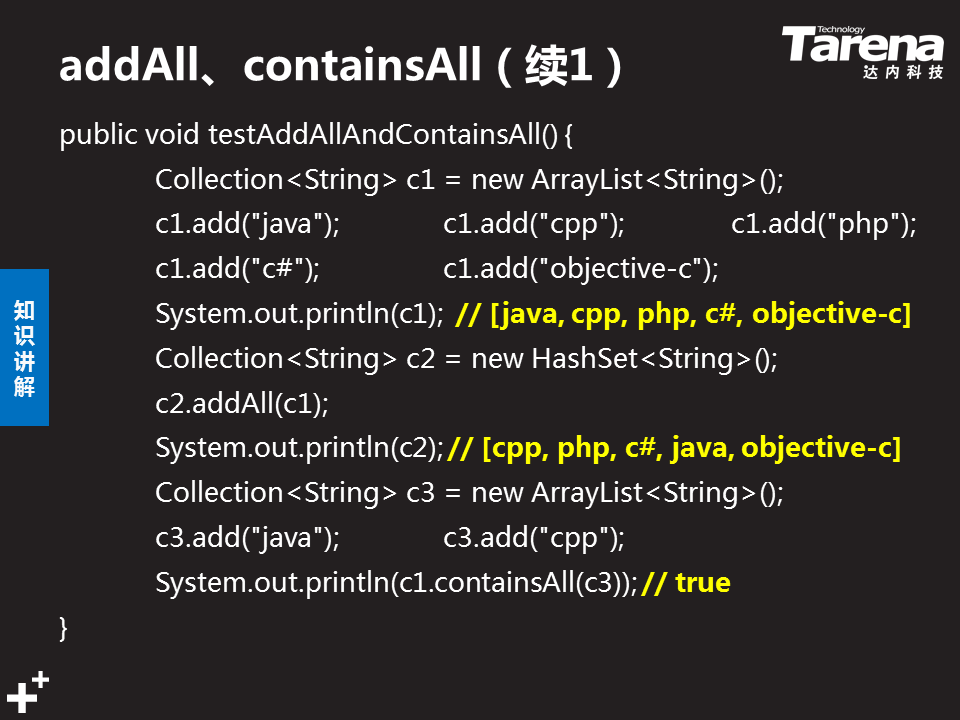 addAll、containsAll（续1）
Technology
Tarena
达内科技
public void testAddAllAndContainsAll() {
Collection<String> c1 = new ArrayList<String>();
c1.add("java"); c1.add("cpp"); c1.add("php");
c1.add("c#"); c1.add("objective-c");
System.out.println(c1); // [java, cpp, php, c#, objective-c]
Collection<String> c2 = new HashSet<String>();
c2.addAll(c1);
System.out.println(c2); // [cpp, php, c#, java, objective-c]
Collection<String> c3 = new ArrayList<String>();
c3.add("java"); c3.add("cpp");
System.out.println(c1.containsAll(c3)); // true
}
知识讲解